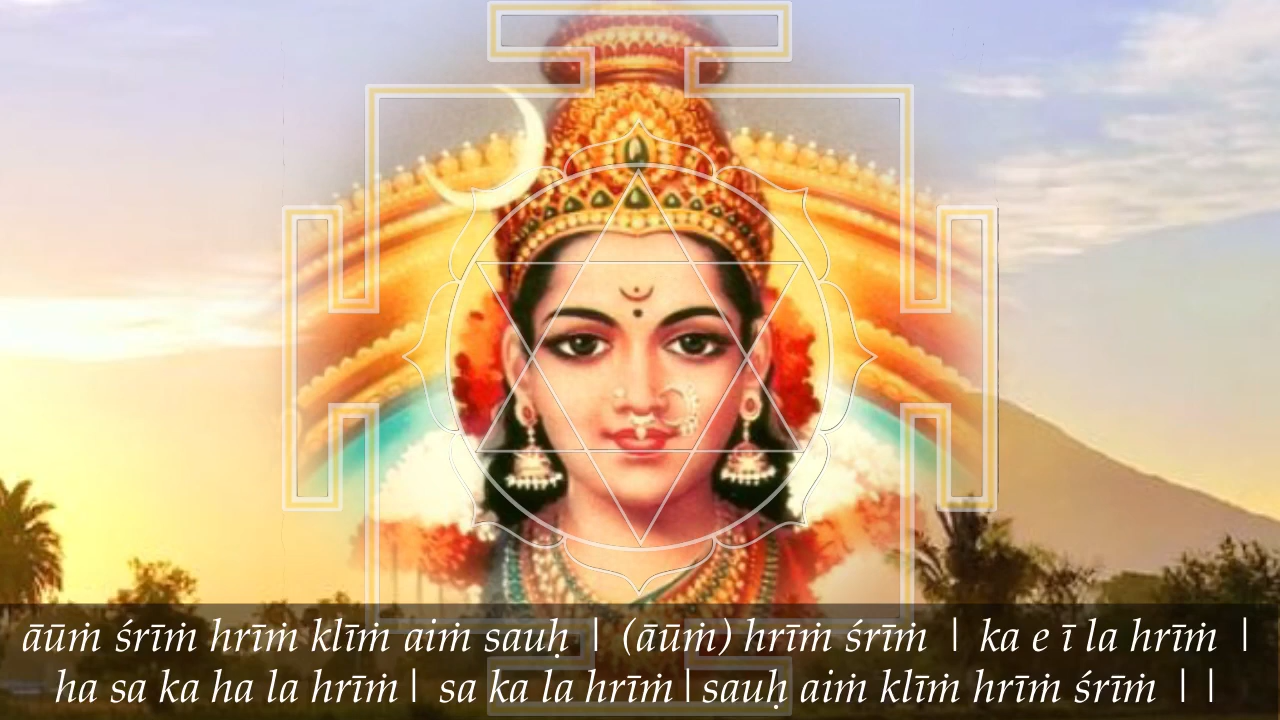 āūṁ śrīṁ hrīṁ klīṁ aiṁ sauḥ | (āūṁ) hrīṁ śrīṁ | ka e ī la hrīṁ |
ha sa ka ha la hrīṁ| sa ka la hrīṁ|sauḥ aiṁ klīṁ hrīṁ śrīṁ ||